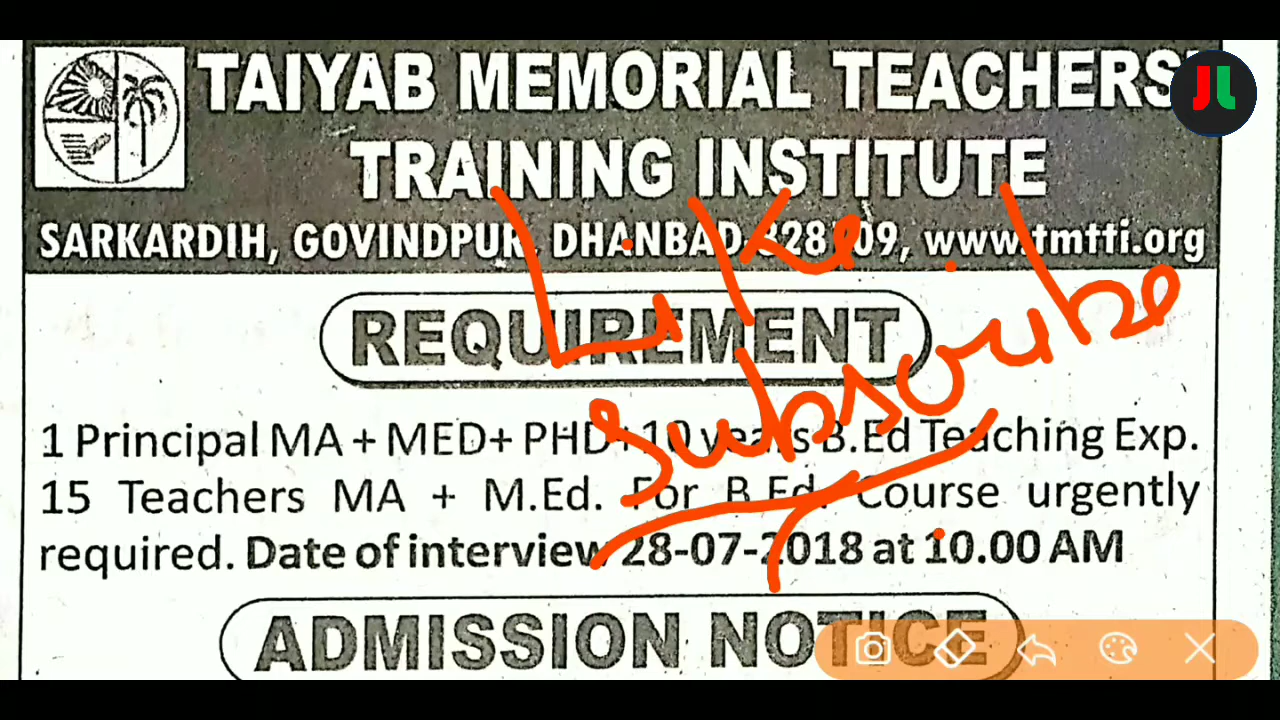 TAIYAB MEMORIAL TEACHERS'
TRAINING INSTITUTE
SARKARDIH, GOVINDPUR, DHANBAD 828109, www.tmtti.org
REQUIREMENT
1 Principal MA + MED+ PHD+10 years B.Ed Teaching Exp.
15 Teachers MA + M.Ed. For B.Ed. Course urgently
required. Date of interview 28-07-2018 at 10.00 AM
ADMISSION NOTICE
Like
subscribe
JL